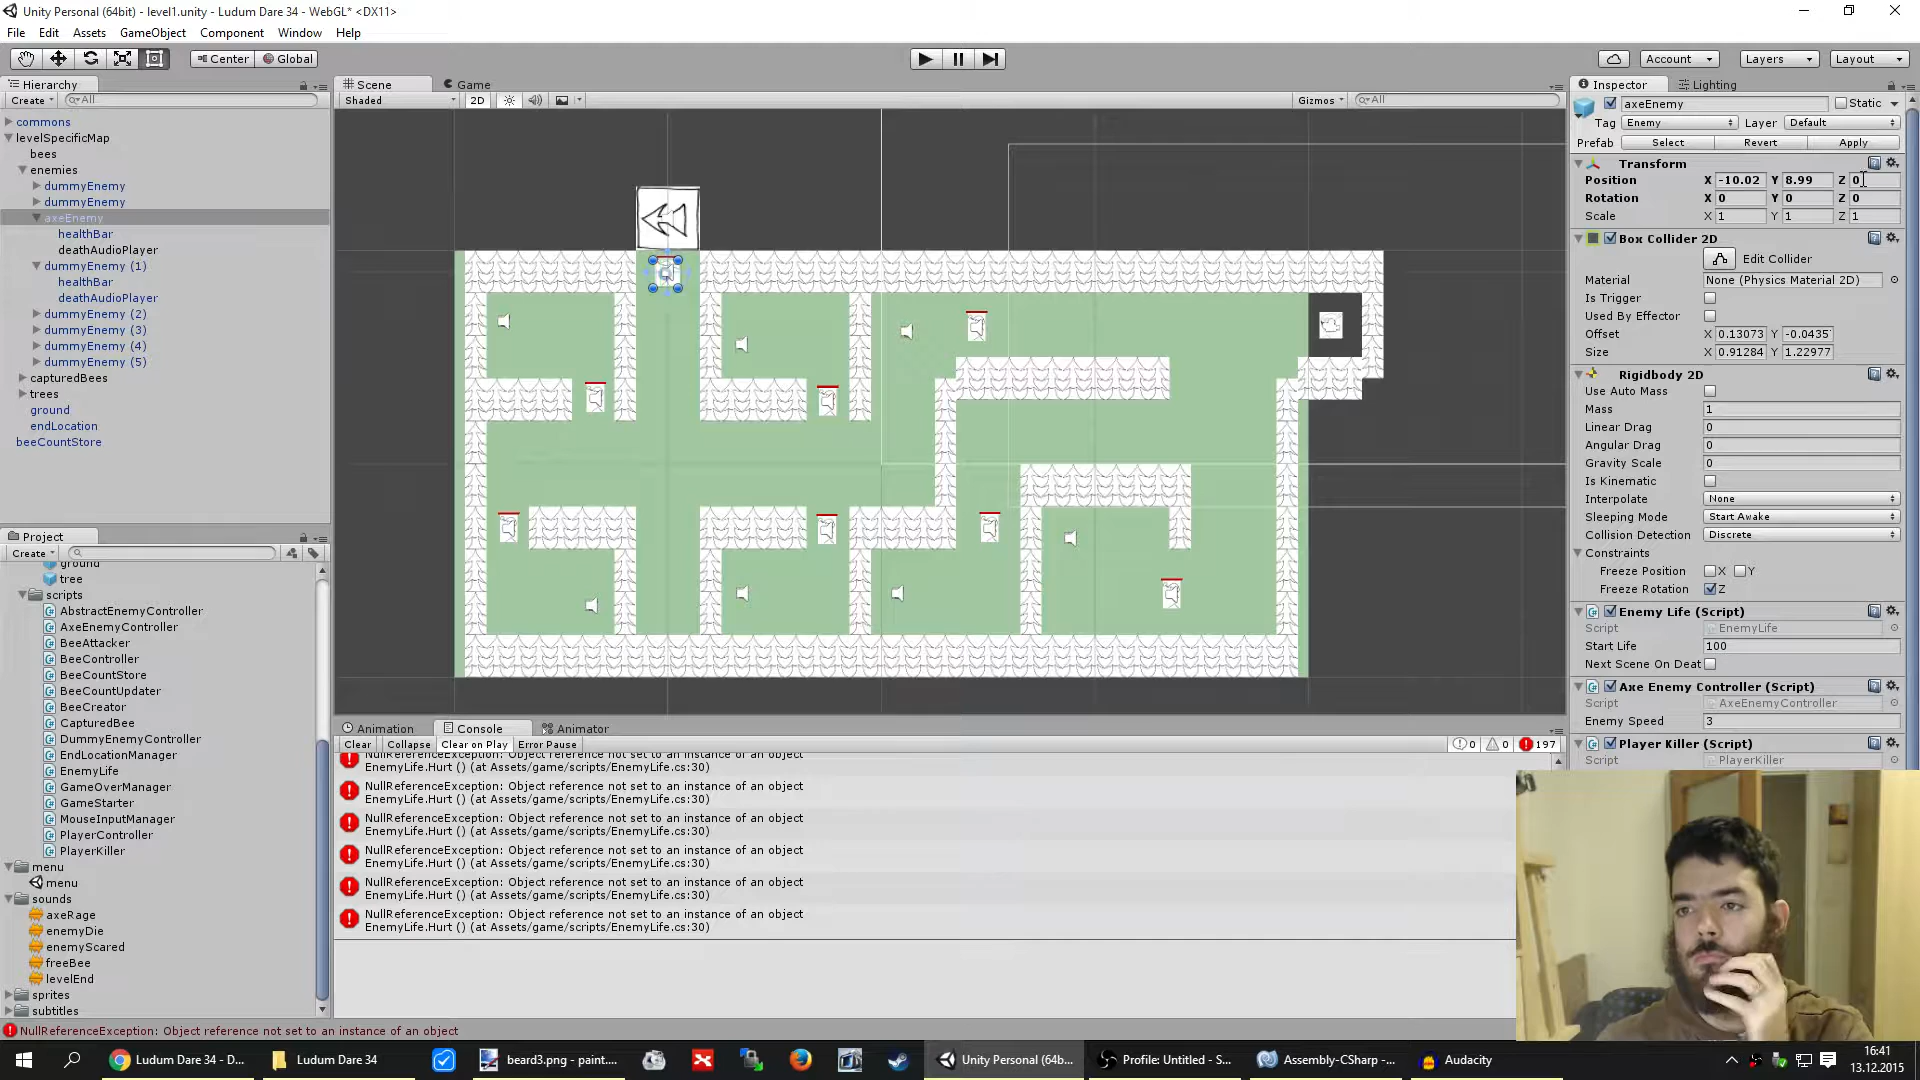 Unity Personal (64bit) - level1.unity - Ludum Dare 34 - WebGL* <DX11>
File Edit Assets GameObject Component Window Help
Center Global Account Layers Layout
Hierarchy
Create All
commons
levelSpecificMap
bees
enemies
dummyEnemy
dummyEnemy
axeEnemy
healthBar
deathAudioPlayer
dummyEnemy (1)
healthBar
deathAudioPlayer
dummyEnemy (2)
dummyEnemy (3)
dummyEnemy (4)
dummyEnemy (5)
capturedBees
trees
ground
endLocation
beeCountStore
Project
Create
ground
tree
scripts
AbstractEnemyController
AxeEnemyController
BeeAttacker
BeeController
BeeCountStore
BeeCountUpdater
BeeCreator
CapturedBee
DummyEnemyController
EndLocationManager
EnemyLife
GameOverManager
GameStarter
MouseInputManager
PlayerController
PlayerKiller
menu
menu
sounds
axeRage
enemyDie
enemyScared
freeBee
levelEnd
sprites
subtitles
Scene Game
Shaded 2D Gizmos All
Animation Console Animator
Clear Collapse Clear on Play Error Pause 0 0 197
NullReferenceException: Object reference not set to an instance of an object
EnemyLife.Hurt () (at Assets/game/scripts/EnemyLife.cs:30)
NullReferenceException: Object reference not set to an instance of an object
EnemyLife.Hurt () (at Assets/game/scripts/EnemyLife.cs:30)
NullReferenceException: Object reference not set to an instance of an object
EnemyLife.Hurt () (at Assets/game/scripts/EnemyLife.cs:30)
NullReferenceException: Object reference not set to an instance of an object
EnemyLife.Hurt () (at Assets/game/scripts/EnemyLife.cs:30)
NullReferenceException: Object reference not set to an instance of an object
EnemyLife.Hurt () (at Assets/game/scripts/EnemyLife.cs:30)
NullReferenceException: Object reference not set to an instance of an object
EnemyLife.Hurt () (at Assets/game/scripts/EnemyLife.cs:30)
Inspector Lighting
axeEnemy Static
Tag Enemy Layer Default
Prefab Select Revert Apply
Transform
Position X -10.02 Y 8.99 Z 0
Rotation X 0 Y 0 Z 0
Scale X 1 Y 1 Z 1
Box Collider 2D
Edit Collider
Material None (Physics Material 2D)
Is Trigger
Used By Effector
Offset X 0.13073 Y -0.0435
Size X 0.91284 Y 1.22977
Rigidbody 2D
Use Auto Mass
Mass 1
Linear Drag 0
Angular Drag 0
Gravity Scale 0
Is Kinematic
Interpolate None
Sleeping Mode Start Awake
Collision Detection Discrete
Constraints
Freeze Position X Y
Freeze Rotation Z
Enemy Life (Script)
Script EnemyLife
Start Life 100
Next Scene On Deat
Axe Enemy Controller (Script)
Script AxeEnemyController
Enemy Speed 3
Player Killer (Script)
Script PlayerKiller
NullReferenceException: Object reference not set to an instance of an object
Ludum Dare 34 - D... Ludum Dare 34 beard3.png - paint.... Unity Personal (64b... Profile: Untitled - S... Assembly-CSharp -... Audacity
16:41
13.12.2015